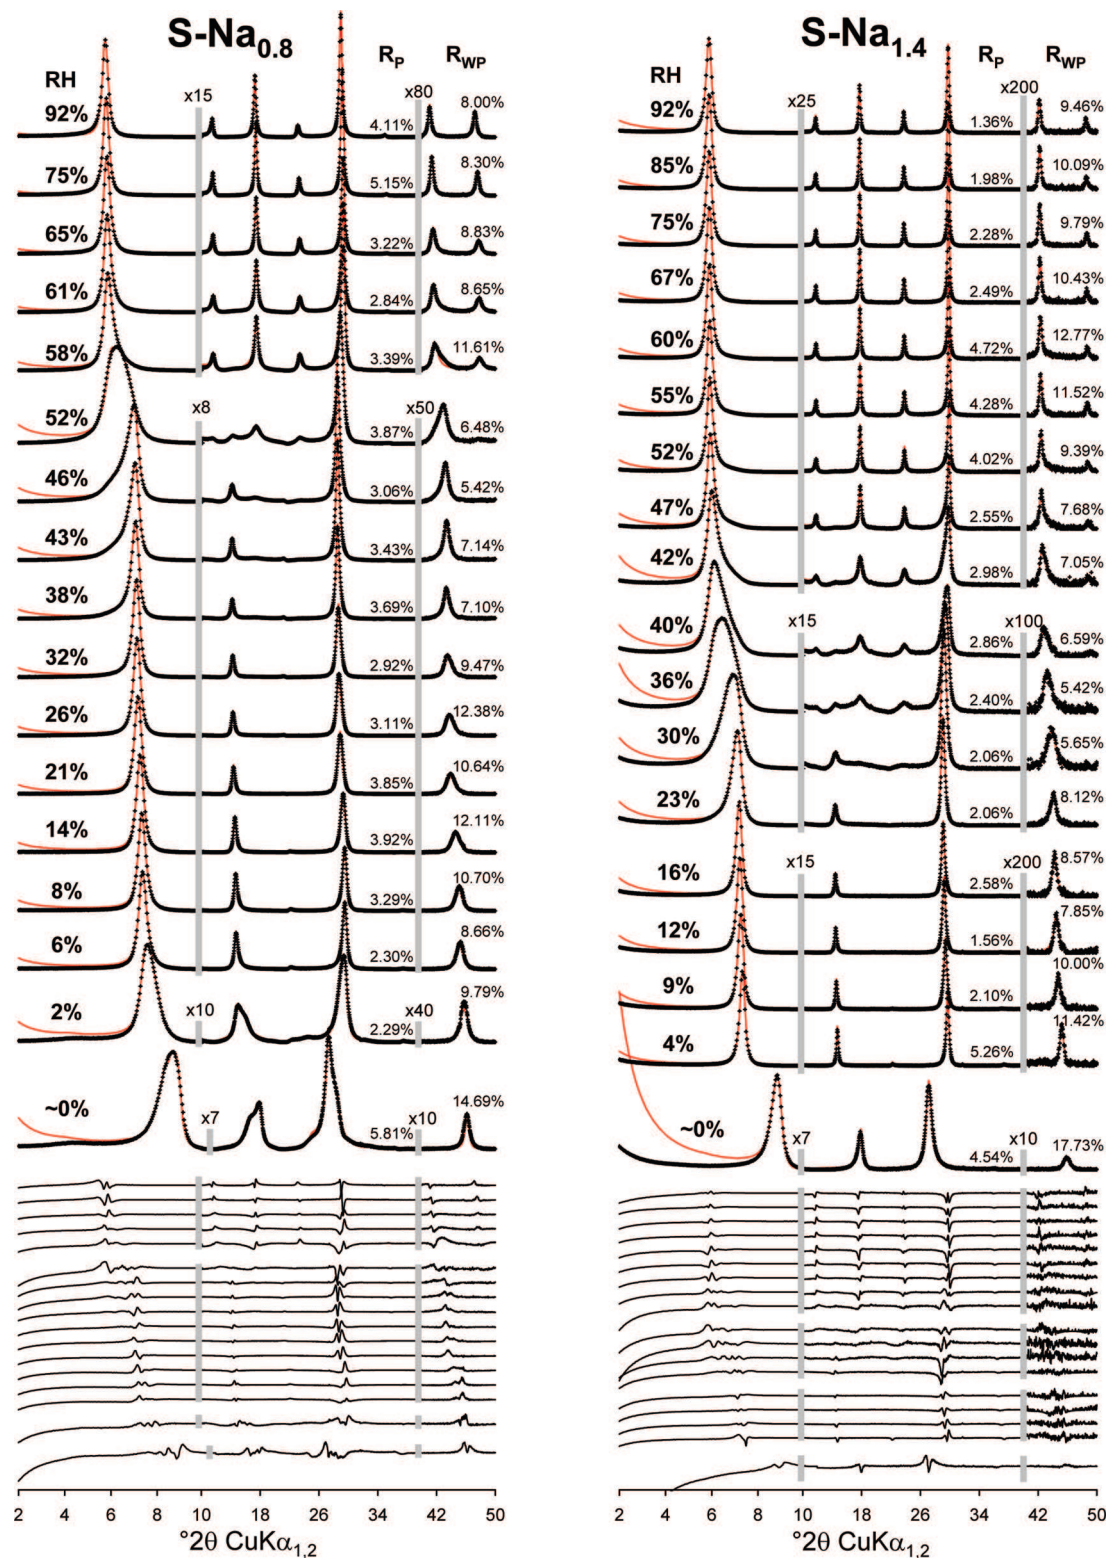 S-Na0.8
RH RP RWP
x15 x80
92% 4.11% 8.00%
75% 5.15% 8.30%
65% 3.22% 8.83%
61% 2.84% 8.65%
58% 3.39% 11.61%
x8 x50
52% 3.87% 6.48%
46% 3.06% 5.42%
43% 3.43% 7.14%
38% 3.69% 7.10%
32% 2.92% 9.47%
26% 3.11% 12.38%
21% 3.85% 10.64%
14% 3.92% 12.11%
8% 3.29% 10.70%
6% 2.30% 8.66%
2% x10 2.29% x40 9.79%
~0% x7 5.81% x10 14.69%
2 4 6 8 10 18 26 34 42 50
°2θ CuKα1,2
S-Na1.4
RH RP RWP
x25 x200
92% 1.36% 9.46%
85% 1.98% 10.09%
75% 2.28% 9.79%
67% 2.49% 10.43%
60% 4.72% 12.77%
55% 4.28% 11.52%
52% 4.02% 9.39%
47% 2.55% 7.68%
42% 2.98% 7.05%
x15 x100
40% 2.86% 6.59%
36% 2.40% 5.42%
30% 2.06% 5.65%
23% 2.06% 8.12%
x15 x200
16% 2.58% 8.57%
12% 1.56% 7.85%
9% 2.10% 10.00%
4% 5.26% 11.42%
~0% x7 4.54% x10 17.73%
2 4 6 8 10 18 26 34 42 50
°2θ CuKα1,2